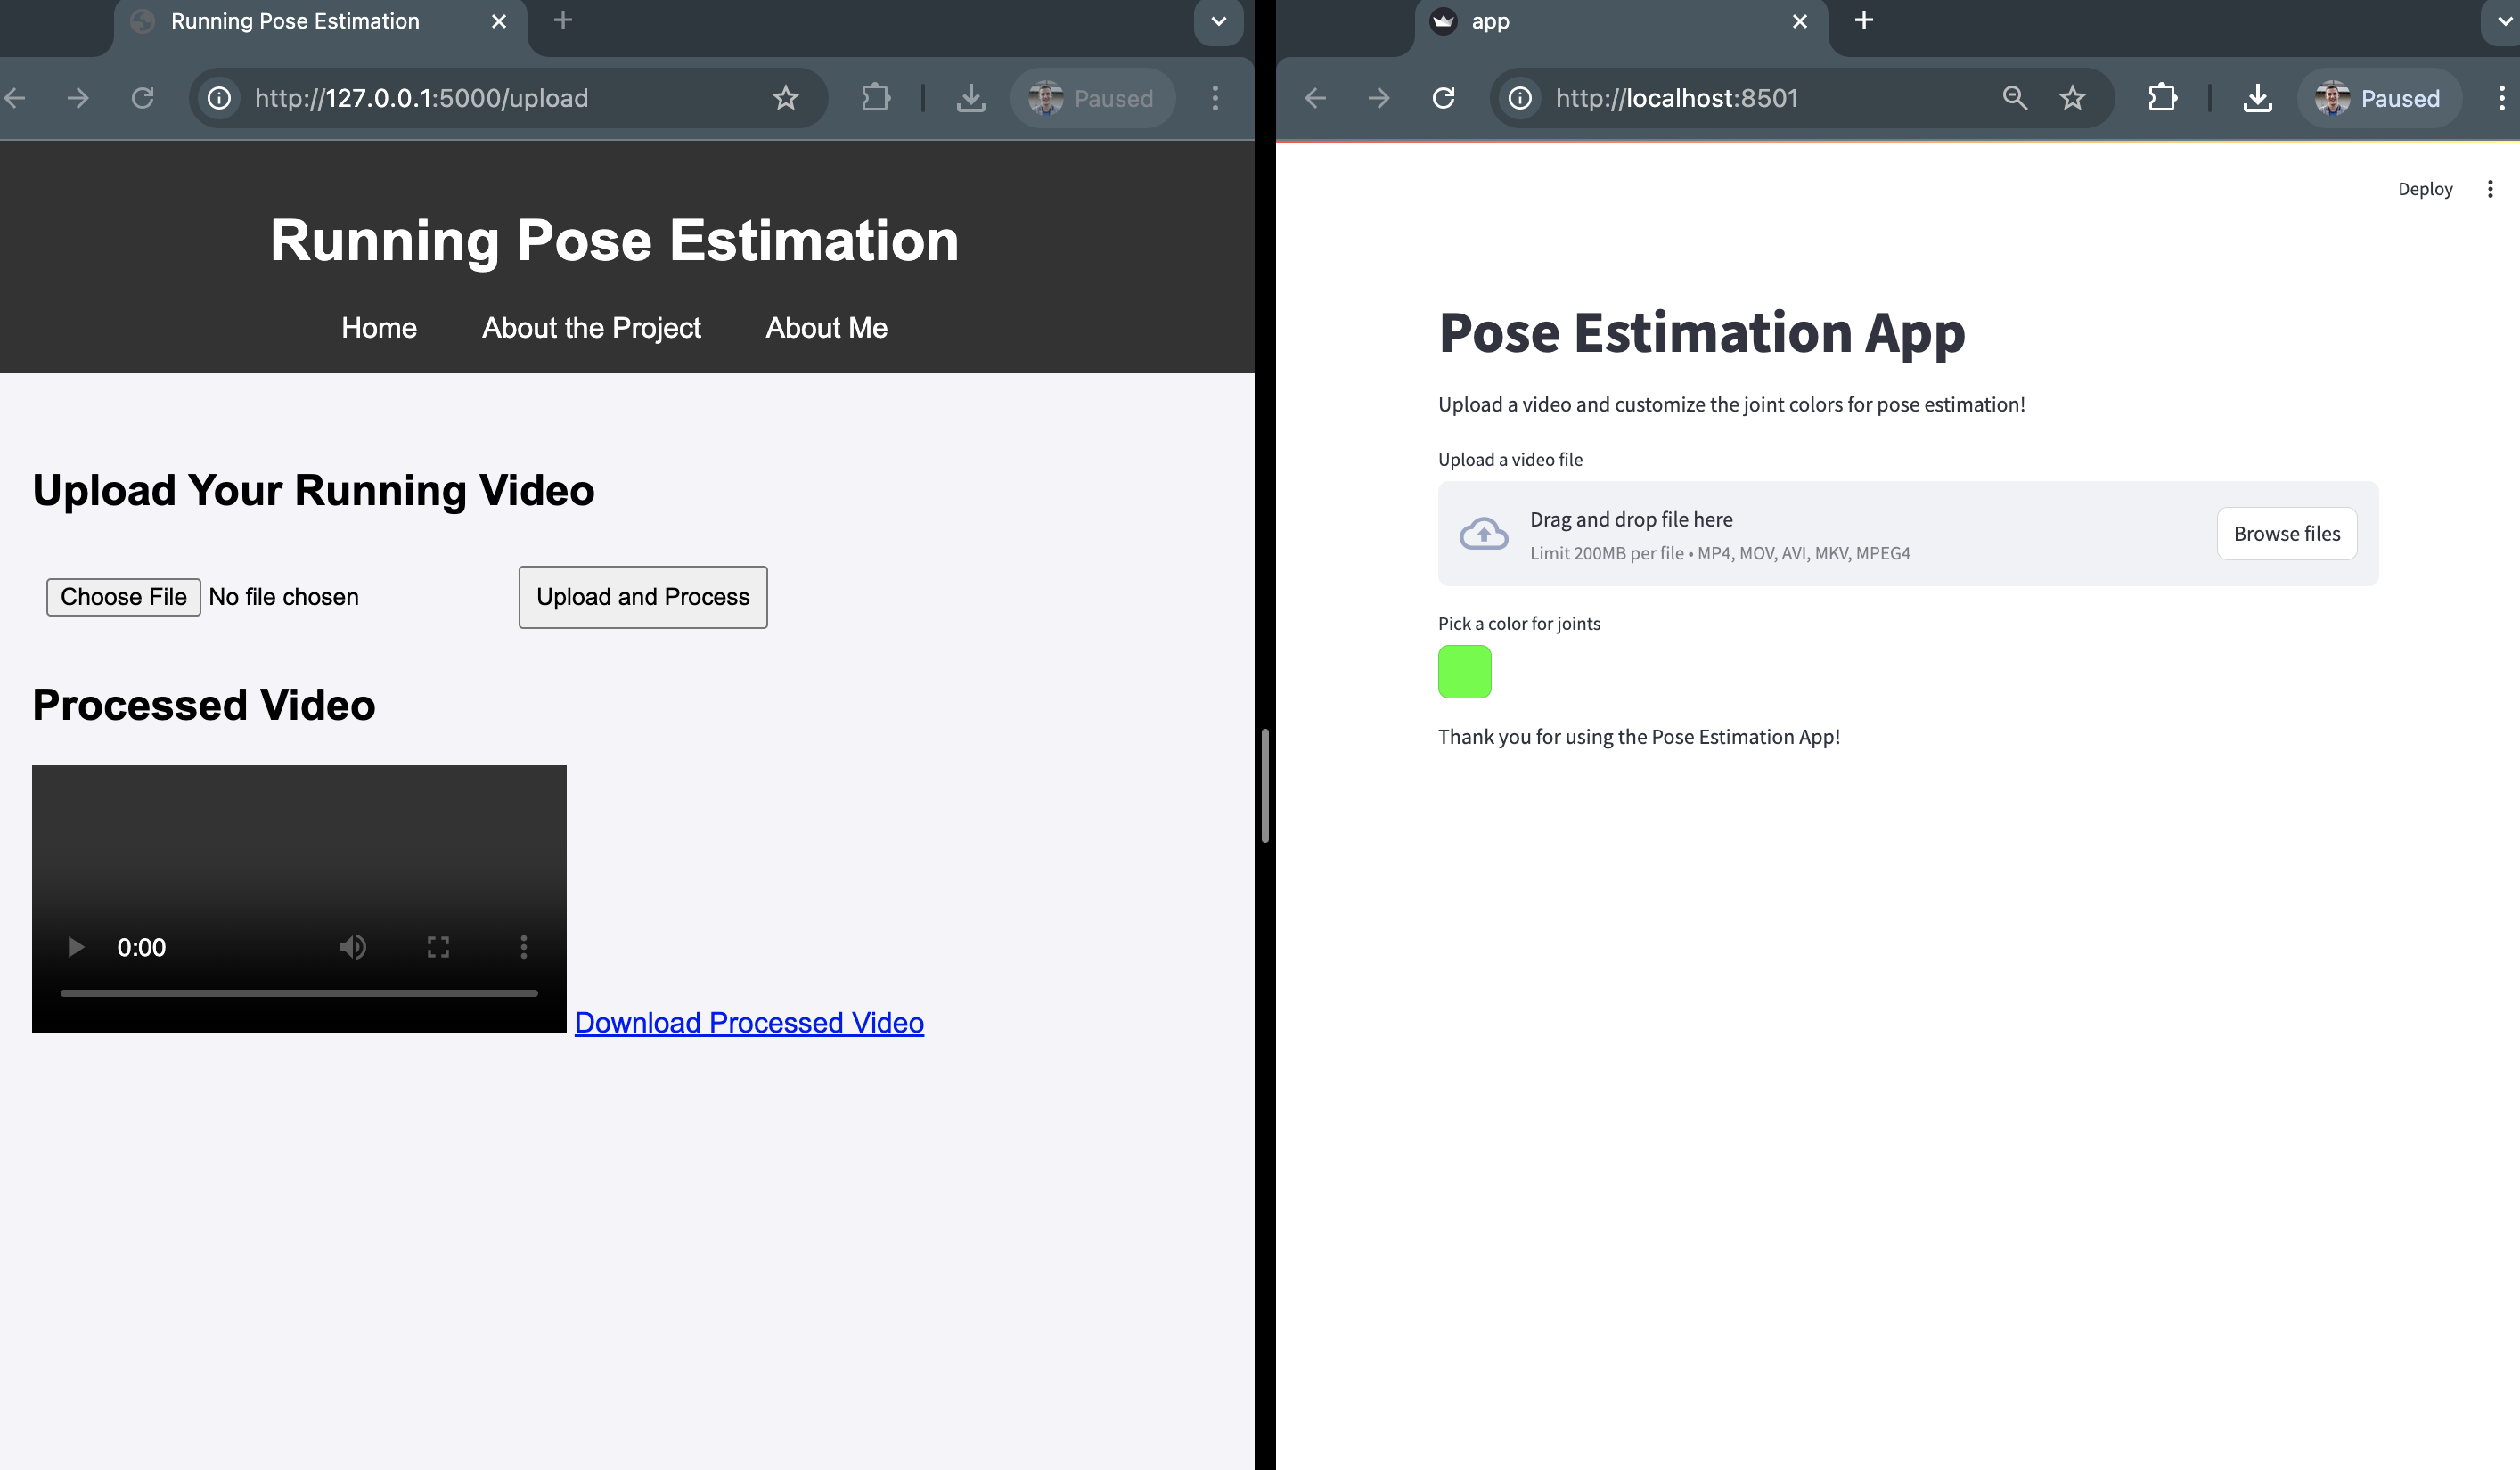 Running Pose Estimation
http://127.0.0.1:5000/upload
Paused
Running Pose Estimation
Home About the Project About Me
Upload Your Running Video
Choose File No file chosen
Upload and Process
Processed Video
0:00
Download Processed Video
app
http://localhost:8501
Paused
Deploy
Pose Estimation App
Upload a video and customize the joint colors for pose estimation!
Upload a video file
Drag and drop file here
Limit 200MB per file • MP4, MOV, AVI, MKV, MPEG4
Browse files
Pick a color for joints
Thank you for using the Pose Estimation App!